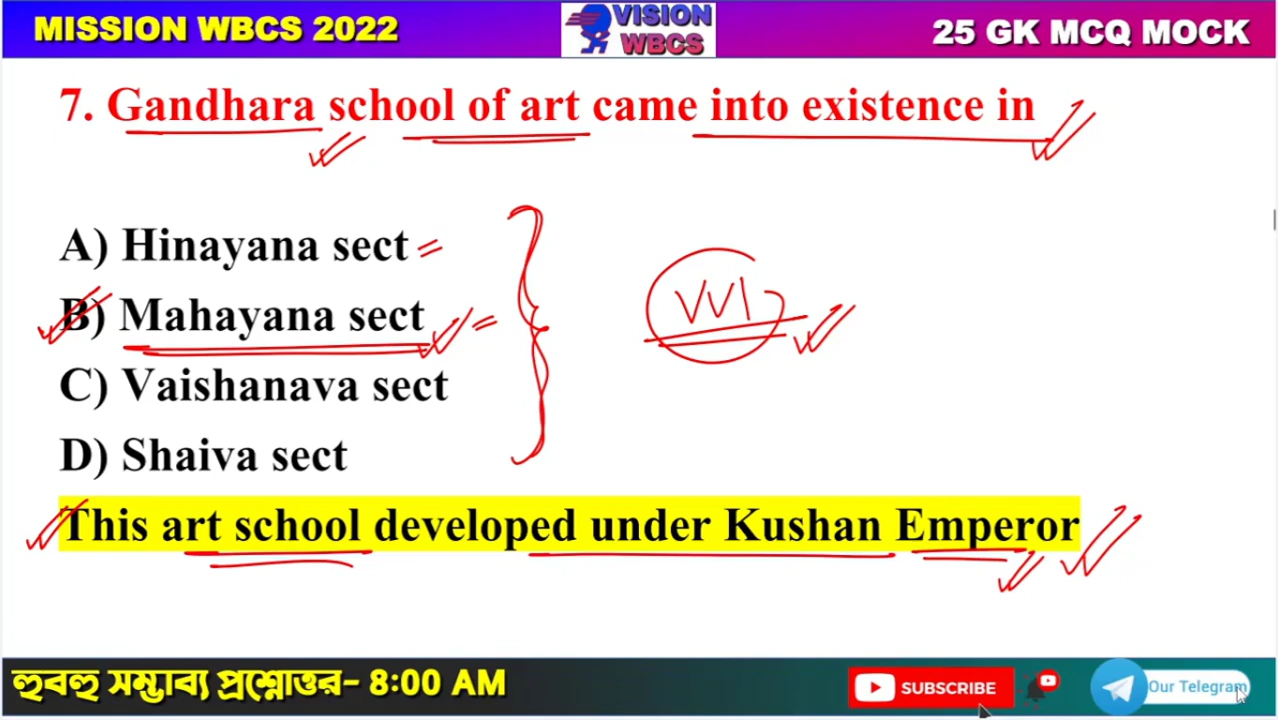 MISSION WBCS 2022
VISION
WBCS
25 GK MCQ MOCK
7. Gandhara school of art came into existence in
A) Hinayana sect
B) Mahayana sect
VVI
C) Vaishanava sect
D) Shaiva sect
This art school developed under Kushan Emperor
হুবহু সম্ভাব্য প্রশ্নোত্তর- 8:00 AM
SUBSCRIBE
Our Telegram